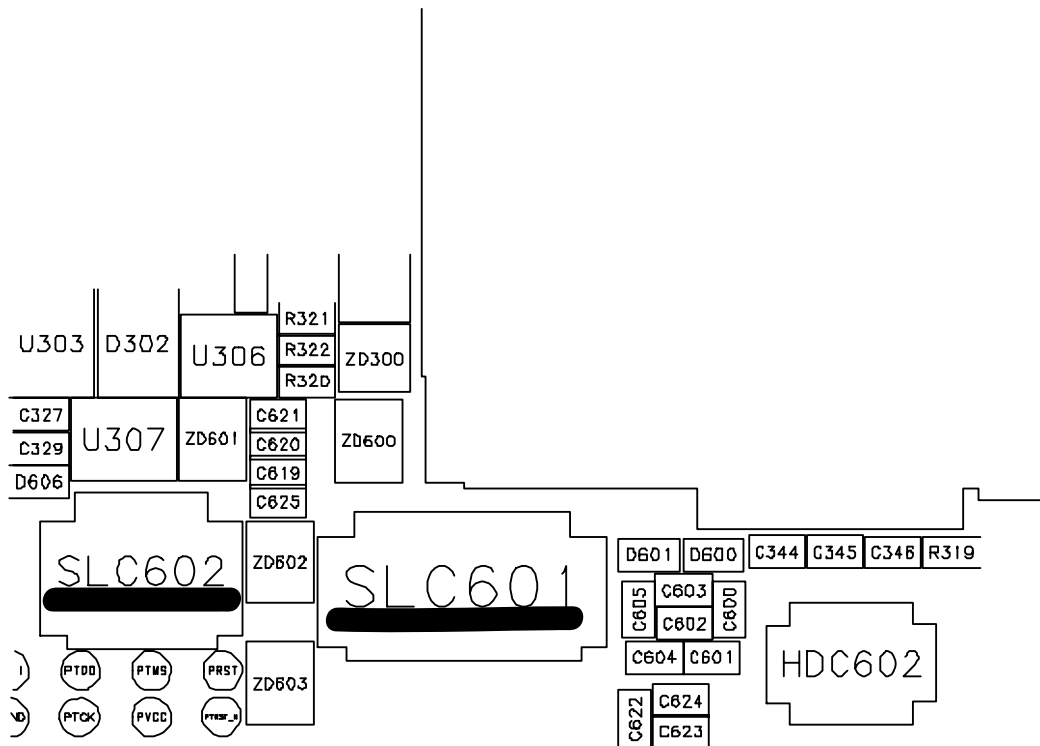 R321
U303 D302 U306 R322 ZD300
R320
C327 U307 ZD601 C621 ZD600
C329 C620
D606 C619
C625
SLC602 ZD602 SLC601 D601 D600 C344 C345 C346 R319
C605 C603 C600
C602
C604 C601 HDC602
PTDO PTMS PRST ZD603
C622 C624
PTCK PVCC C623